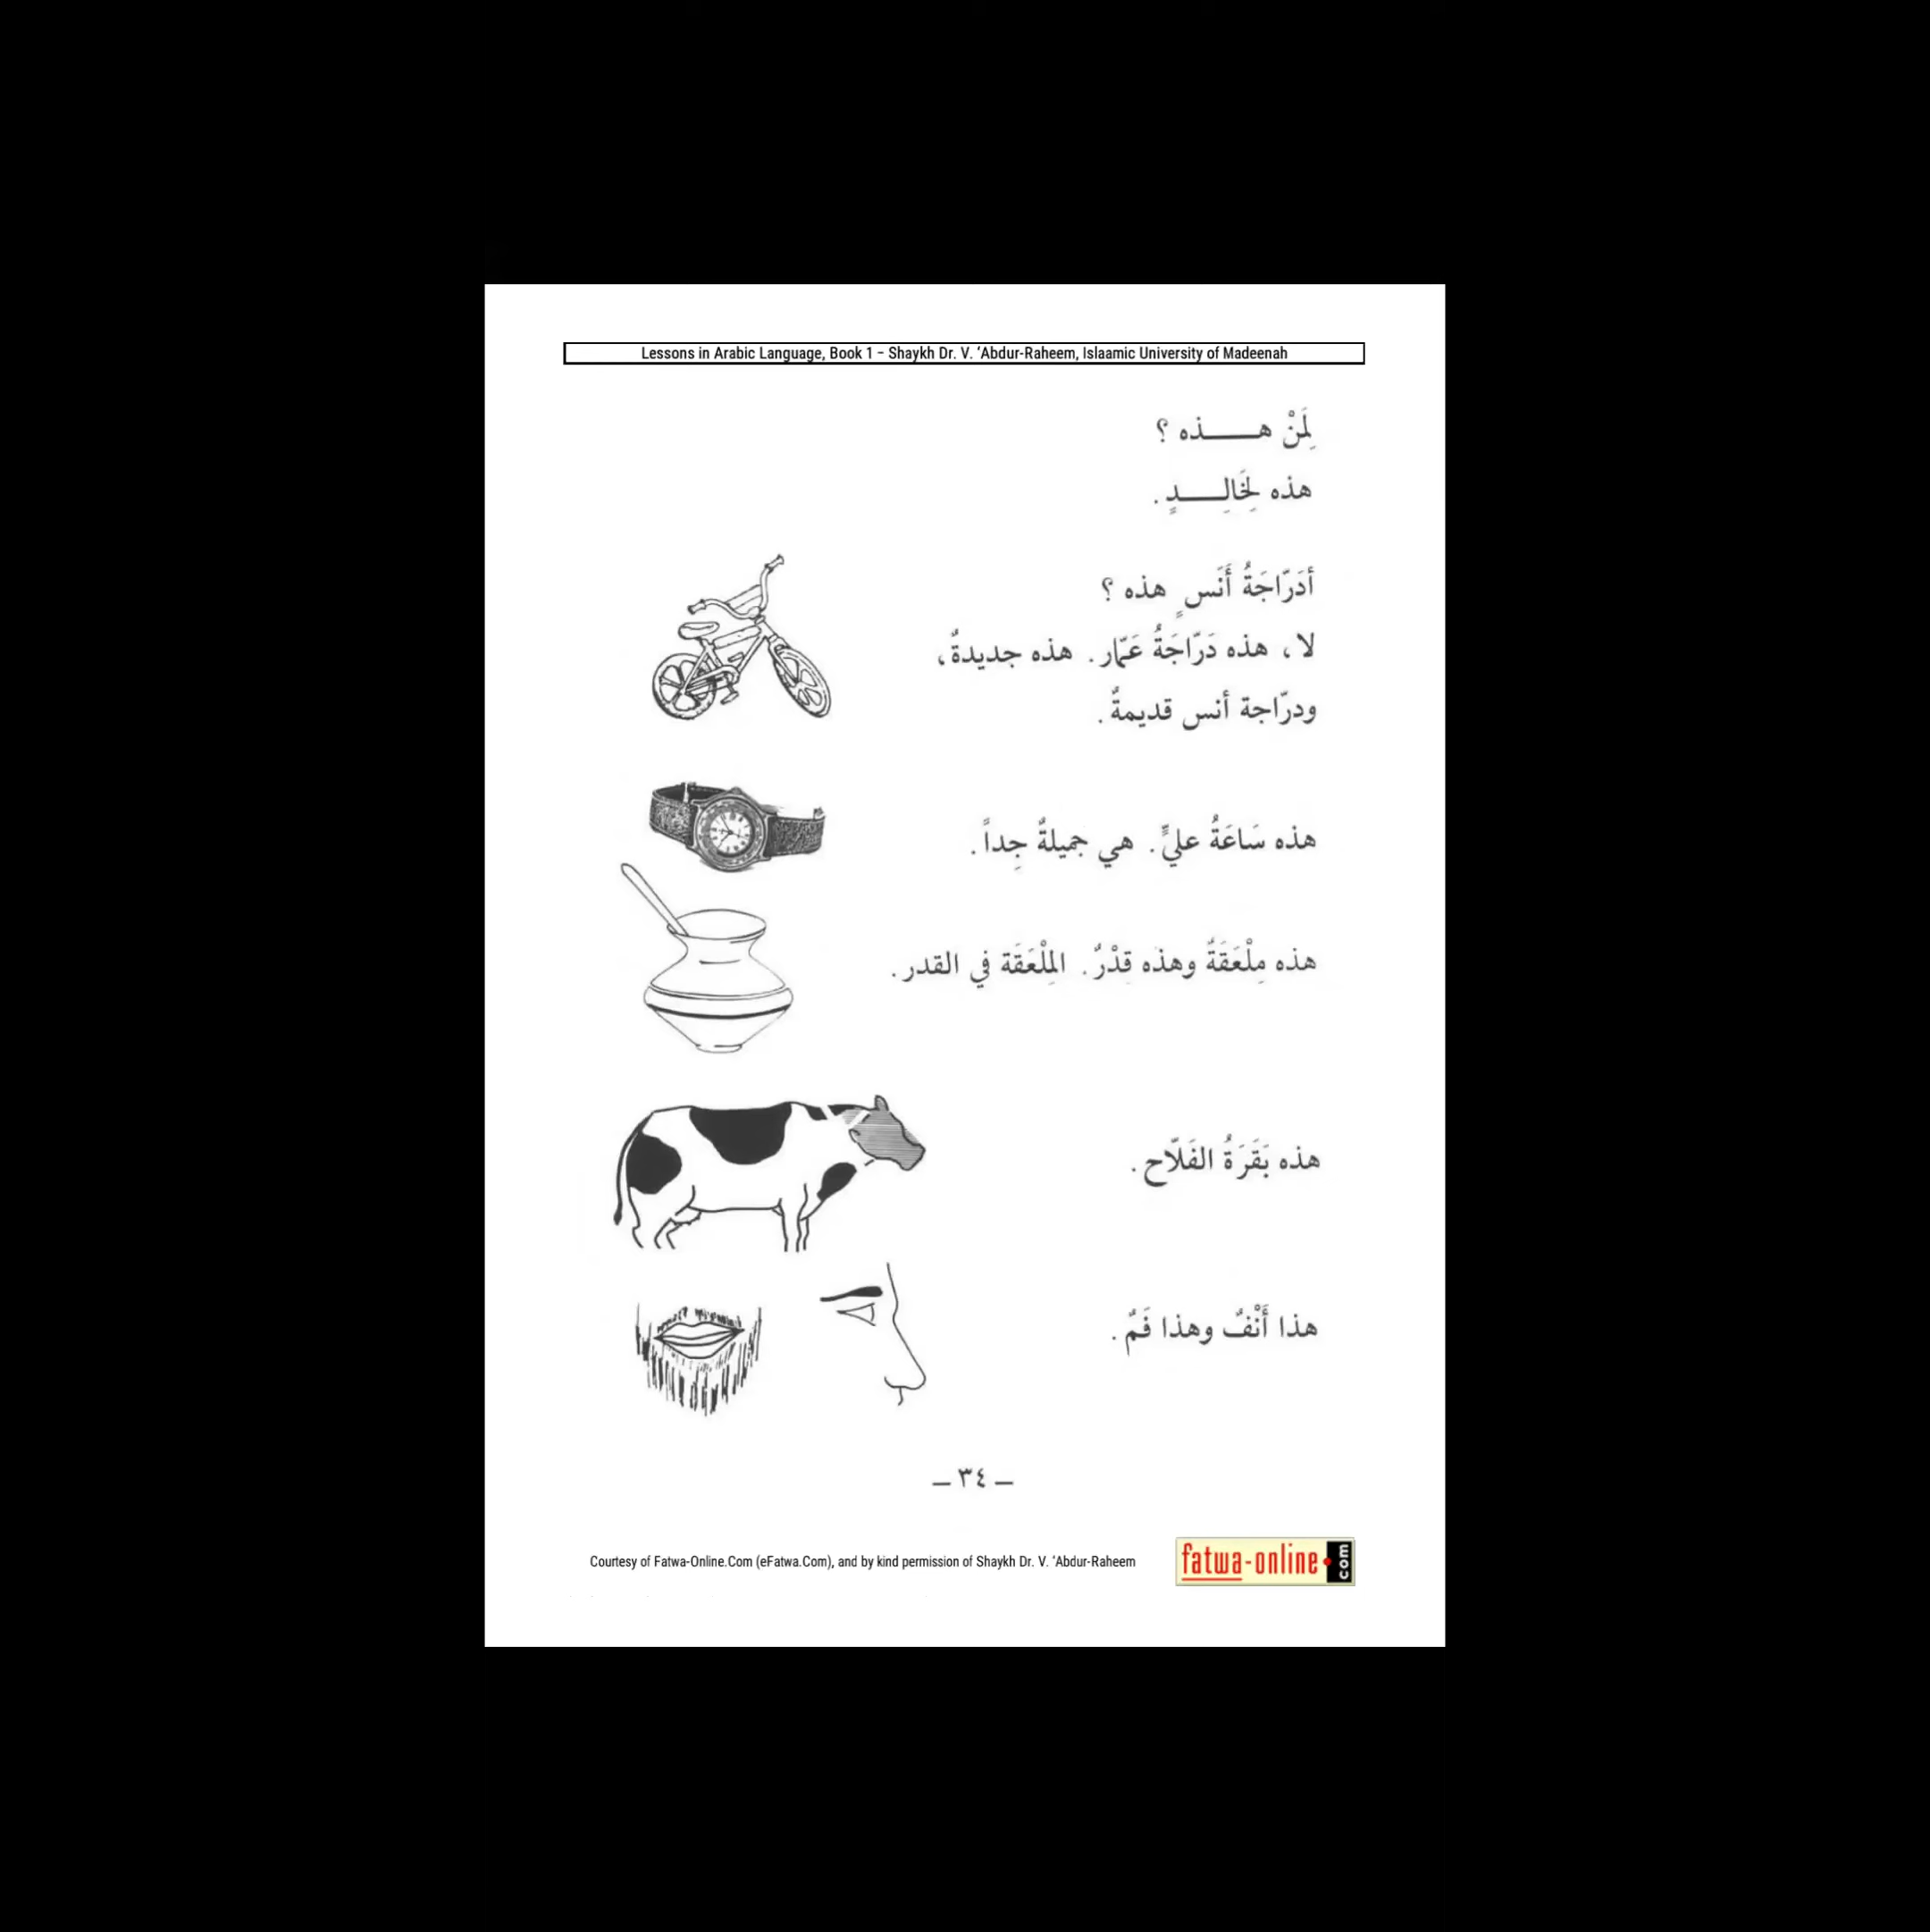 Lessons in Arabic Language, Book 1 – Shaykh Dr. V. ‘Abdur-Raheem, Islaamic University of Madeenah
لِمَنْ هـــــذه ؟
هذه لِخَالِـــــدٍ .
أدَرّاجَةُ أَنَسٍ هذه ؟
لا، هذه دَرّاجَةُ عَمّار. هذه جديدةٌ،
ودرّاجة أنس قديمةٌ.
هذه سَاعَةُ عليٍّ. هي جميلةٌ جِداً.
هذه مِلْعَقَةٌ وهذه قِدْرٌ. المِلْعَقَة في القدر.
هذه بَقَرَةُ الفَلّاح.
هذا أَنْفٌ وهذا فَمٌ.
– ٣٤ –
Courtesy of Fatwa-Online.Com (eFatwa.Com), and by kind permission of Shaykh Dr. V. ‘Abdur-Raheem
fatwa-online.com